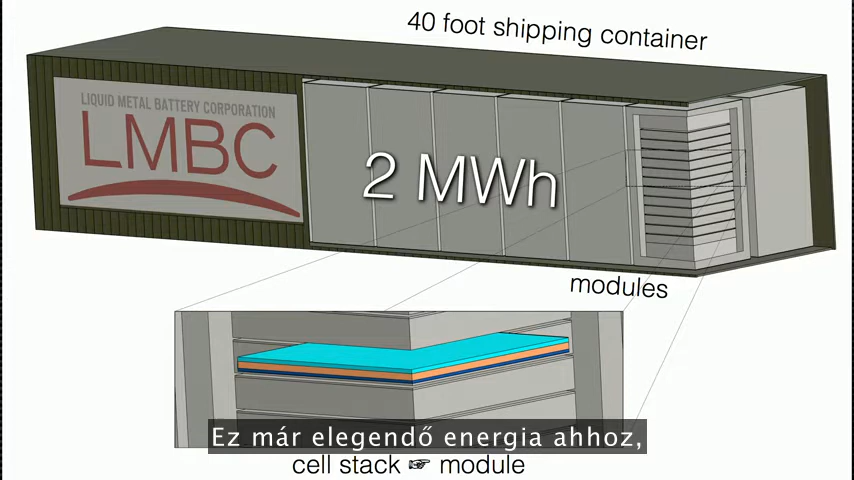 40 foot shipping container
LIQUID METAL BATTERY CORPORATION
LMBC
2 MWh
modules
Ez már elegendő energia ahhoz,
cell stack ☞ module